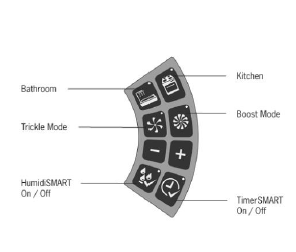 Kitchen
Bathroom
Boost Mode
Trickle Mode
− +
HumidiSMART
On / Off
TimerSMART
On / Off